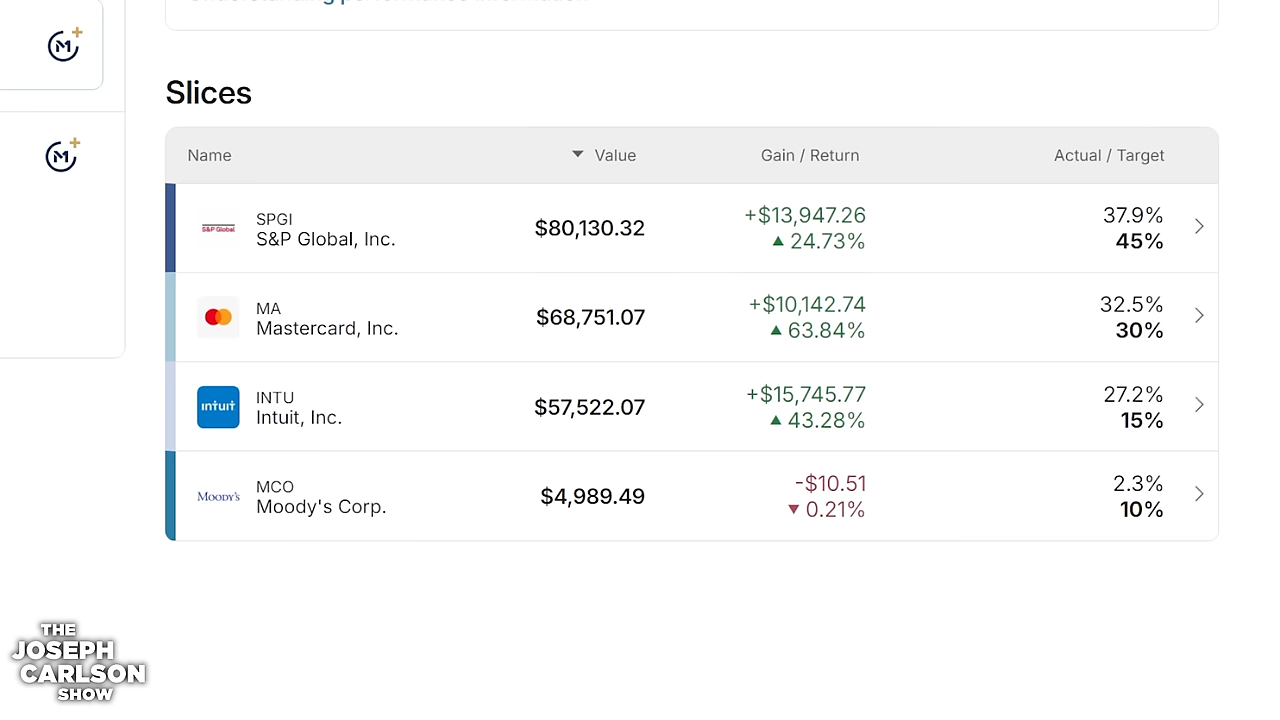 Understanding performance information
Slices
Name Value Gain / Return Actual / Target
S&P Global
SPGI
S&P Global, Inc.
$80,130.32
+$13,947.26
24.73%
37.9%
45%
MA
Mastercard, Inc.
$68,751.07
+$10,142.74
63.84%
32.5%
30%
intuit
INTU
Intuit, Inc.
$57,522.07
+$15,745.77
43.28%
27.2%
15%
Moody's
MCO
Moody's Corp.
$4,989.49
-$10.51
0.21%
2.3%
10%
THE
JOSEPH
CARLSON
SHOW